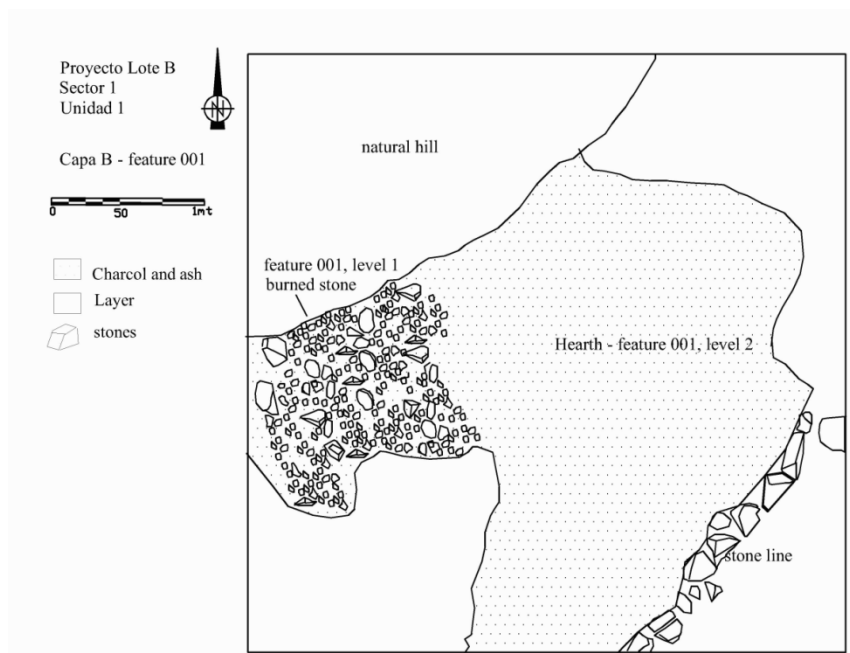 Proyecto Lote B
Sector 1
Unidad 1
N
Capa B - feature 001
0 50 1mt
Charcol and ash
Layer
stones
natural hill
feature 001, level 1
burned stone
Hearth - feature 001, level 2
stone line